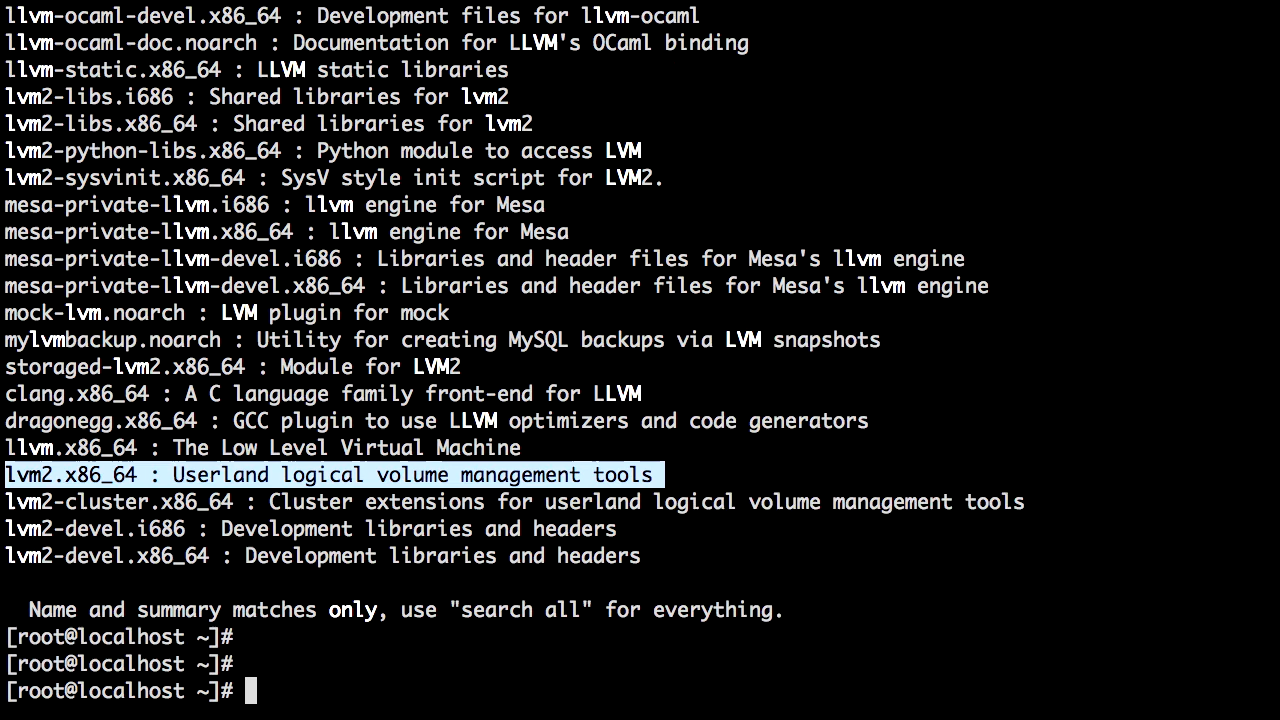 llvm-ocaml-devel.x86_64 : Development files for llvm-ocaml
llvm-ocaml-doc.noarch : Documentation for LLVM's OCaml binding
llvm-static.x86_64 : LLVM static libraries
lvm2-libs.i686 : Shared libraries for lvm2
lvm2-libs.x86_64 : Shared libraries for lvm2
lvm2-python-libs.x86_64 : Python module to access LVM
lvm2-sysvinit.x86_64 : SysV style init script for LVM2.
mesa-private-llvm.i686 : llvm engine for Mesa
mesa-private-llvm.x86_64 : llvm engine for Mesa
mesa-private-llvm-devel.i686 : Libraries and header files for Mesa's llvm engine
mesa-private-llvm-devel.x86_64 : Libraries and header files for Mesa's llvm engine
mock-lvm.noarch : LVM plugin for mock
mylvmbackup.noarch : Utility for creating MySQL backups via LVM snapshots
storaged-lvm2.x86_64 : Module for LVM2
clang.x86_64 : A C language family front-end for LLVM
dragonegg.x86_64 : GCC plugin to use LLVM optimizers and code generators
llvm.x86_64 : The Low Level Virtual Machine
lvm2.x86_64 : Userland logical volume management tools
lvm2-cluster.x86_64 : Cluster extensions for userland logical volume management tools
lvm2-devel.i686 : Development libraries and headers
lvm2-devel.x86_64 : Development libraries and headers
Name and summary matches only, use "search all" for everything.
[root@localhost ~]#
[root@localhost ~]#
[root@localhost ~]#